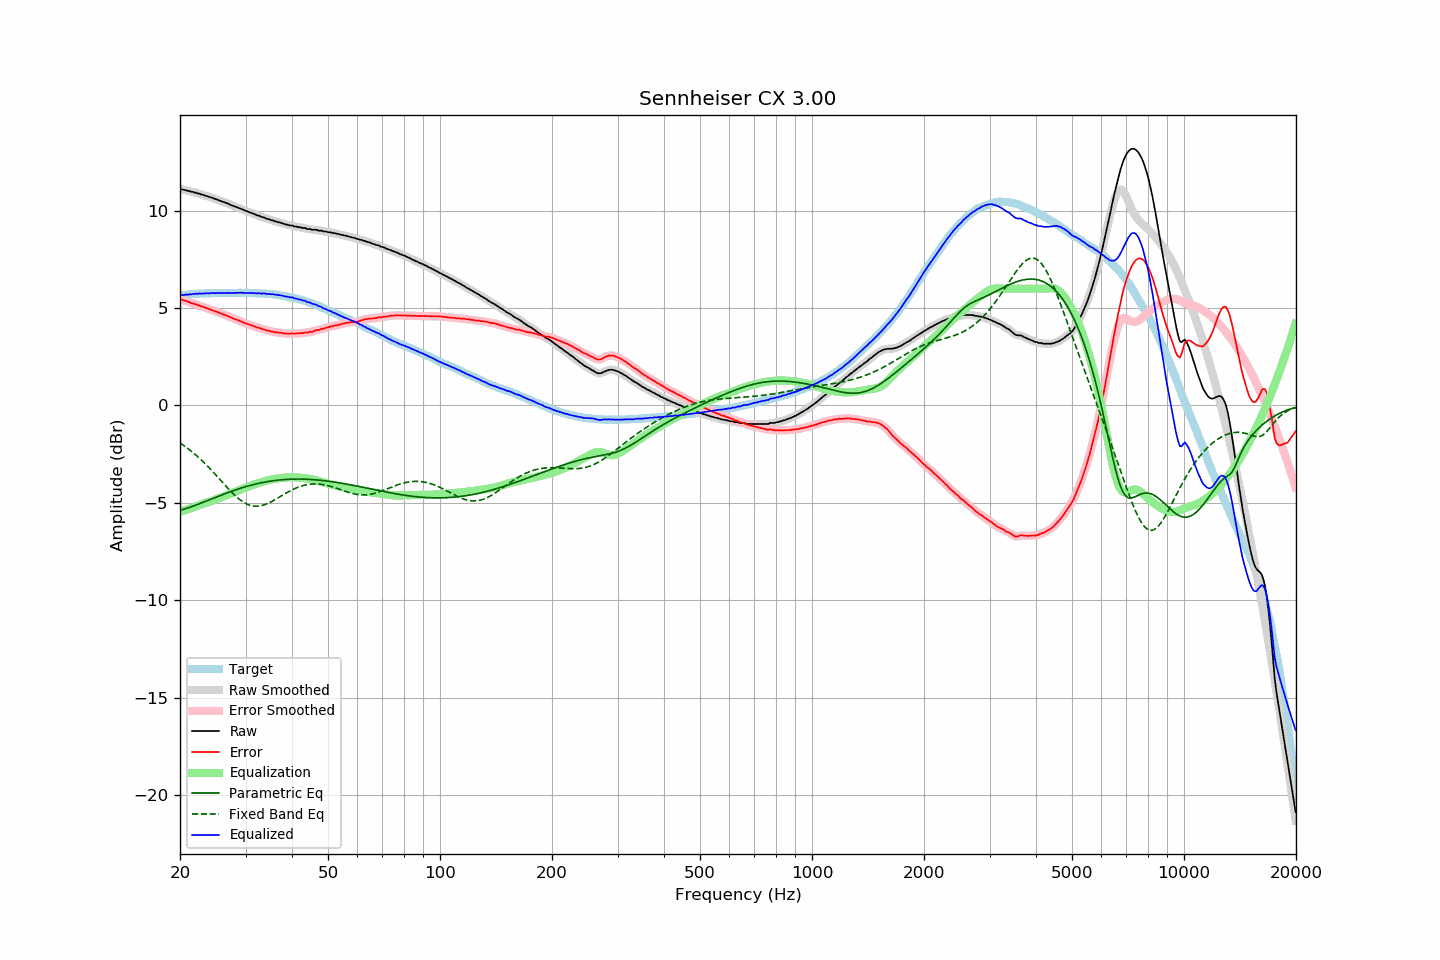 Sennheiser CX 3.00
Amplitude (dBr)
10
5
0
−5
−10
−15
−20
Target
Raw Smoothed
Error Smoothed
Raw
Error
Equalization
Parametric Eq
Fixed Band Eq
Equalized
20 50 100 200 500 1000 2000 5000 10000 20000
Frequency (Hz)